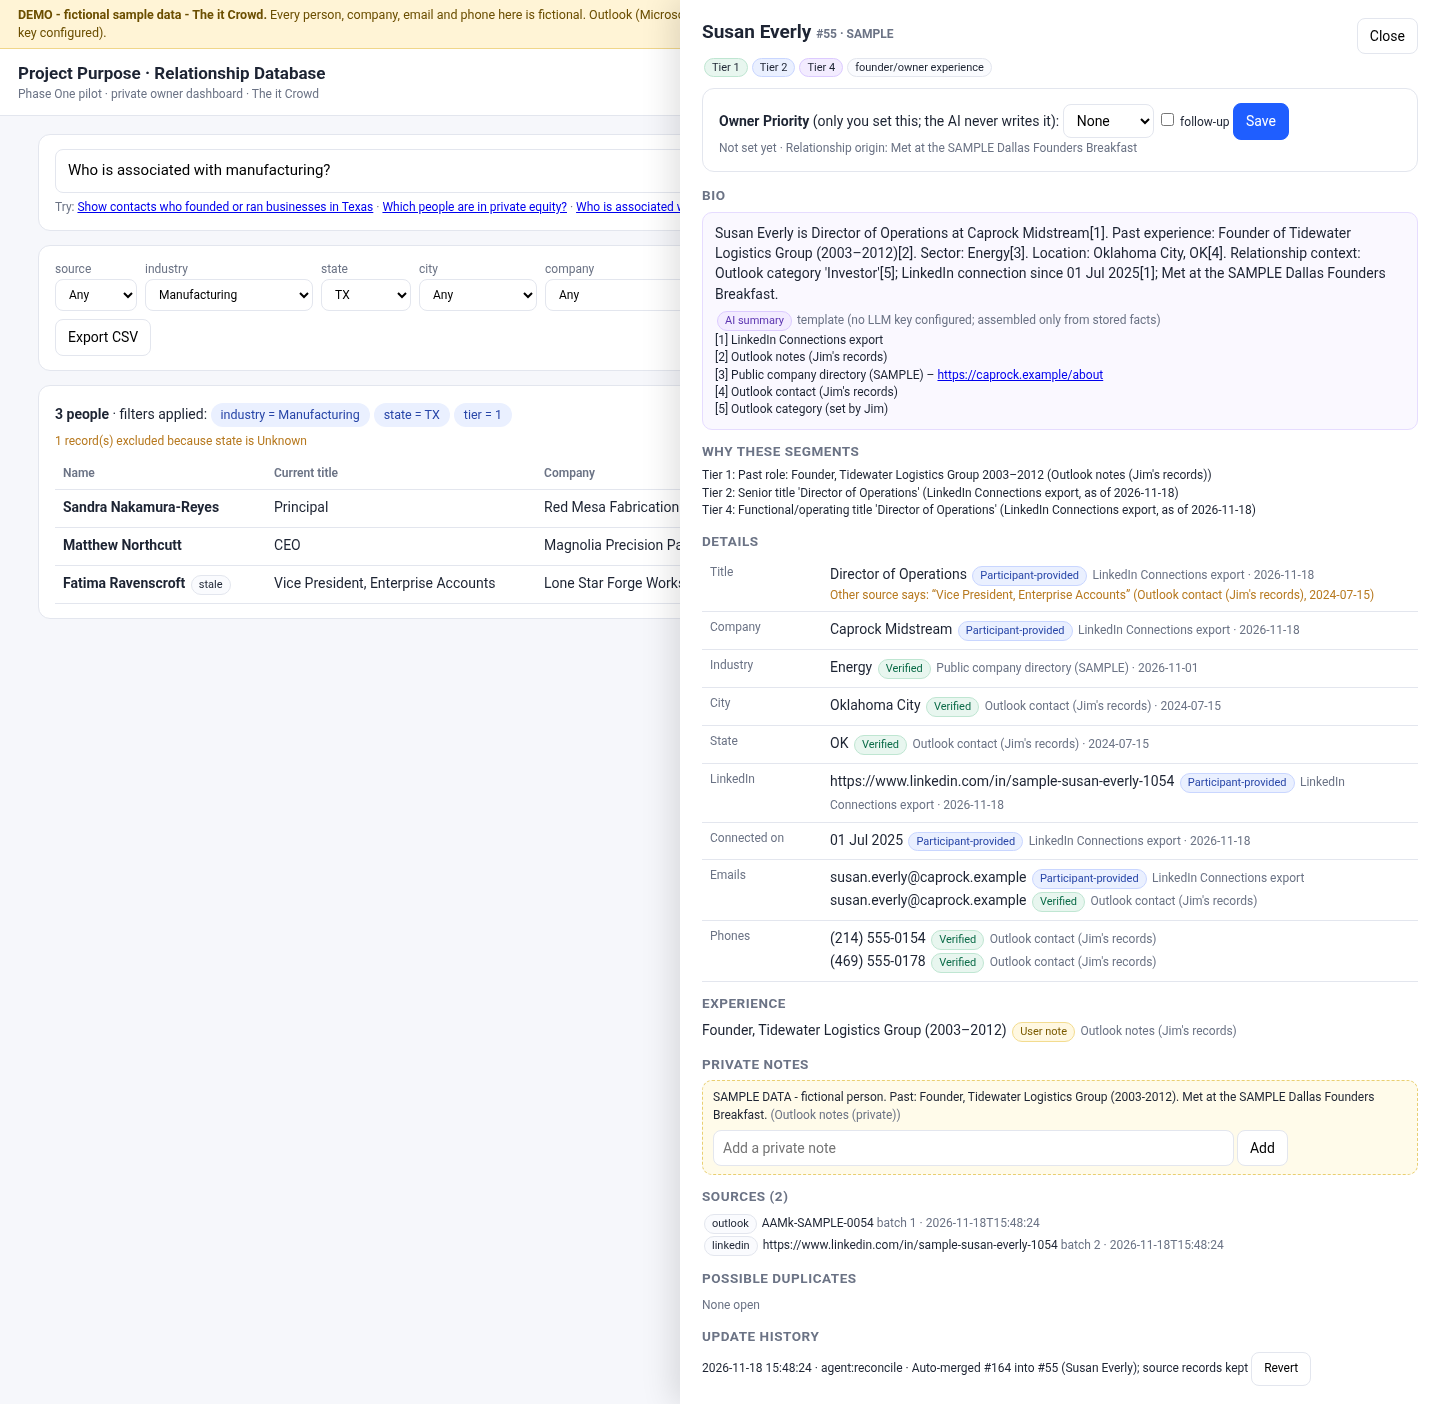 DEMO - fictional sample data - The it Crowd. Every person, company, email and phone here is fictional. Outlook (Micros
key configured).
Project Purpose · Relationship Database
Phase One pilot · private owner dashboard · The it Crowd
Who is associated with manufacturing?
Try: Show contacts who founded or ran businesses in Texas · Which people are in private equity? · Who is associated
source industry state city company
Any Manufacturing TX Any Any
Export CSV
3 people · filters applied: industry = Manufacturing state = TX tier = 1
1 record(s) excluded because state is Unknown
Name Current title Company
Sandra Nakamura-Reyes Principal Red Mesa Fabrication
Matthew Northcutt CEO Magnolia Precision Pa
Fatima Ravenscroft stale Vice President, Enterprise Accounts Lone Star Forge Works
Susan Everly #55 · SAMPLE
Close
Tier 1 Tier 2 Tier 4 founder/owner experience
Owner Priority (only you set this; the AI never writes it): None follow-up Save
Not set yet · Relationship origin: Met at the SAMPLE Dallas Founders Breakfast
BIO
Susan Everly is Director of Operations at Caprock Midstream[1]. Past experience: Founder of Tidewater
Logistics Group (2003–2012)[2]. Sector: Energy[3]. Location: Oklahoma City, OK[4]. Relationship context:
Outlook category 'Investor'[5]; LinkedIn connection since 01 Jul 2025[1]; Met at the SAMPLE Dallas Founders
Breakfast.
AI summary template (no LLM key configured; assembled only from stored facts)
[1] LinkedIn Connections export
[2] Outlook notes (Jim's records)
[3] Public company directory (SAMPLE) – https://caprock.example/about
[4] Outlook contact (Jim's records)
[5] Outlook category (set by Jim)
WHY THESE SEGMENTS
Tier 1: Past role: Founder, Tidewater Logistics Group 2003–2012 (Outlook notes (Jim's records))
Tier 2: Senior title 'Director of Operations' (LinkedIn Connections export, as of 2026-11-18)
Tier 4: Functional/operating title 'Director of Operations' (LinkedIn Connections export, as of 2026-11-18)
DETAILS
Title Director of Operations Participant-provided LinkedIn Connections export · 2026-11-18
Other source says: “Vice President, Enterprise Accounts” (Outlook contact (Jim's records), 2024-07-15)
Company Caprock Midstream Participant-provided LinkedIn Connections export · 2026-11-18
Industry Energy Verified Public company directory (SAMPLE) · 2026-11-01
City Oklahoma City Verified Outlook contact (Jim's records) · 2024-07-15
State OK Verified Outlook contact (Jim's records) · 2024-07-15
LinkedIn https://www.linkedin.com/in/sample-susan-everly-1054 Participant-provided LinkedIn
Connections export · 2026-11-18
Connected on 01 Jul 2025 Participant-provided LinkedIn Connections export · 2026-11-18
Emails susan.everly@caprock.example Participant-provided LinkedIn Connections export
susan.everly@caprock.example Verified Outlook contact (Jim's records)
Phones (214) 555-0154 Verified Outlook contact (Jim's records)
(469) 555-0178 Verified Outlook contact (Jim's records)
EXPERIENCE
Founder, Tidewater Logistics Group (2003–2012) User note Outlook notes (Jim's records)
PRIVATE NOTES
SAMPLE DATA - fictional person. Past: Founder, Tidewater Logistics Group (2003-2012). Met at the SAMPLE Dallas Founders
Breakfast. (Outlook notes (private))
Add a private note Add
SOURCES (2)
outlook AAMk-SAMPLE-0054 batch 1 · 2026-11-18T15:48:24
linkedin https://www.linkedin.com/in/sample-susan-everly-1054 batch 2 · 2026-11-18T15:48:24
POSSIBLE DUPLICATES
None open
UPDATE HISTORY
2026-11-18 15:48:24 · agent:reconcile · Auto-merged #164 into #55 (Susan Everly); source records kept Revert